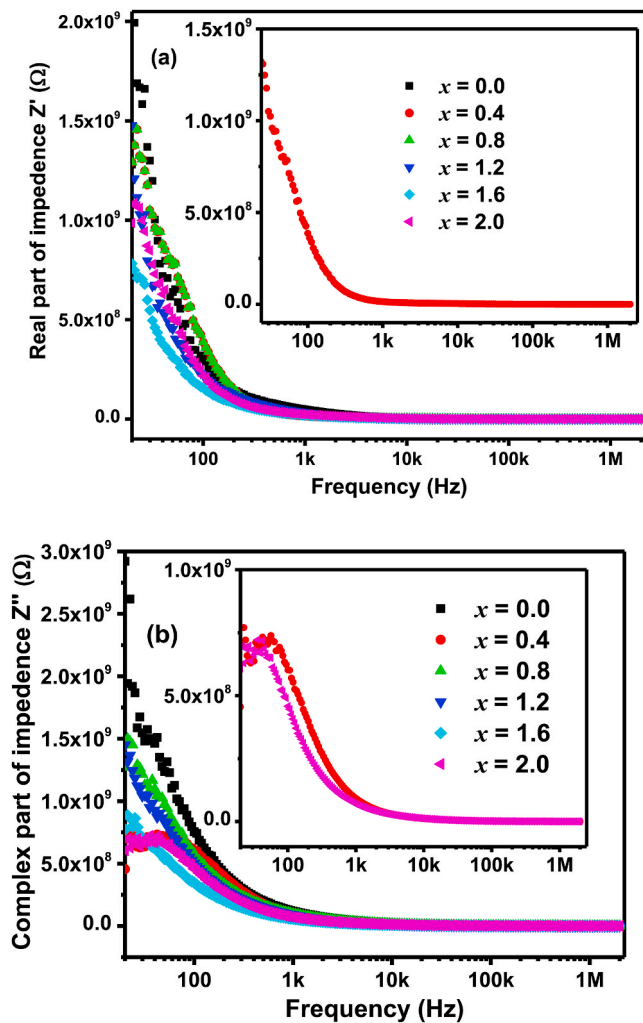 (a)
Real part of impedence Z' (Ω)
2.0x10⁹
1.5x10⁹
1.0x10⁹
5.0x10⁸
0.0
100 1k 10k 100k 1M
Frequency (Hz)
1.5x10⁹
1.0x10⁹
5.0x10⁸
0.0
100 1k 10k 100k 1M
x = 0.0
x = 0.4
x = 0.8
x = 1.2
x = 1.6
x = 2.0
(b)
Complex part of impedence Z" (Ω)
3.0x10⁹
2.5x10⁹
2.0x10⁹
1.5x10⁹
1.0x10⁹
5.0x10⁸
0.0
100 1k 10k 100k 1M
Frequency (Hz)
1.0x10⁹
5.0x10⁸
0.0
100 1k 10k 100k 1M
x = 0.0
x = 0.4
x = 0.8
x = 1.2
x = 1.6
x = 2.0